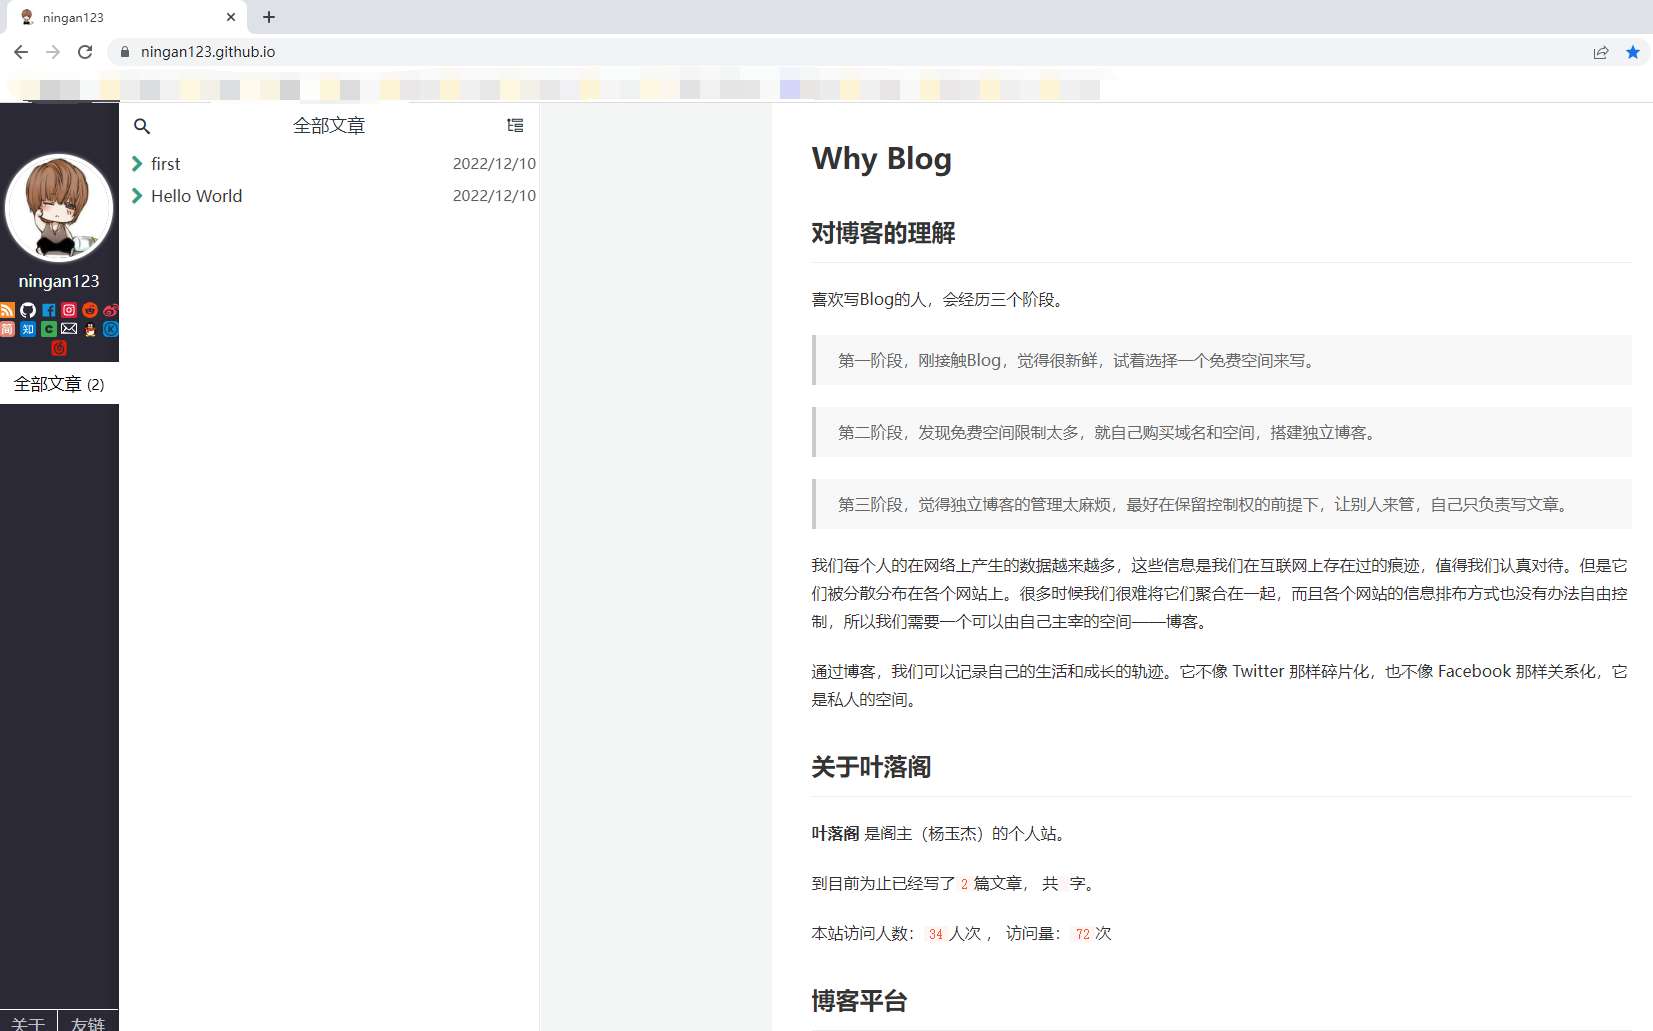 ningan123
ningan123.github.io
ningan123
简 知
全部文章 (2)
关于 友链
全部文章
first 2022/12/10
Hello World 2022/12/10
Why Blog
对博客的理解
喜欢写Blog的人，会经历三个阶段。
第一阶段，刚接触Blog，觉得很新鲜，试着选择一个免费空间来写。
第二阶段，发现免费空间限制太多，就自己购买域名和空间，搭建独立博客。
第三阶段，觉得独立博客的管理太麻烦，最好在保留控制权的前提下，让别人来管，自己只负责写文章。
我们每个人的在网络上产生的数据越来越多，这些信息是我们在互联网上存在过的痕迹，值得我们认真对待。但是它
们被分散分布在各个网站上。很多时候我们很难将它们聚合在一起，而且各个网站的信息排布方式也没有办法自由控
制，所以我们需要一个可以由自己主宰的空间——博客。
通过博客，我们可以记录自己的生活和成长的轨迹。它不像 Twitter 那样碎片化，也不像 Facebook 那样关系化，它
是私人的空间。
关于叶落阁
叶落阁 是阁主（杨玉杰）的个人站。
到目前为止已经写了 2 篇文章， 共 字。
本站访问人数： 34 人次 ， 访问量： 72 次
博客平台